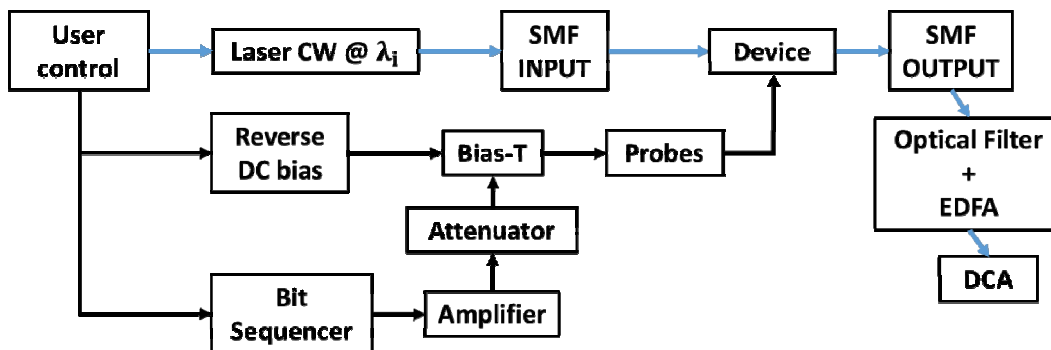 User
control
Laser CW @ λi
SMF
INPUT
Device
SMF
OUTPUT
Reverse
DC bias
Bias-T
Probes
Optical Filter
+
EDFA
Attenuator
DCA
Bit
Sequencer
Amplifier